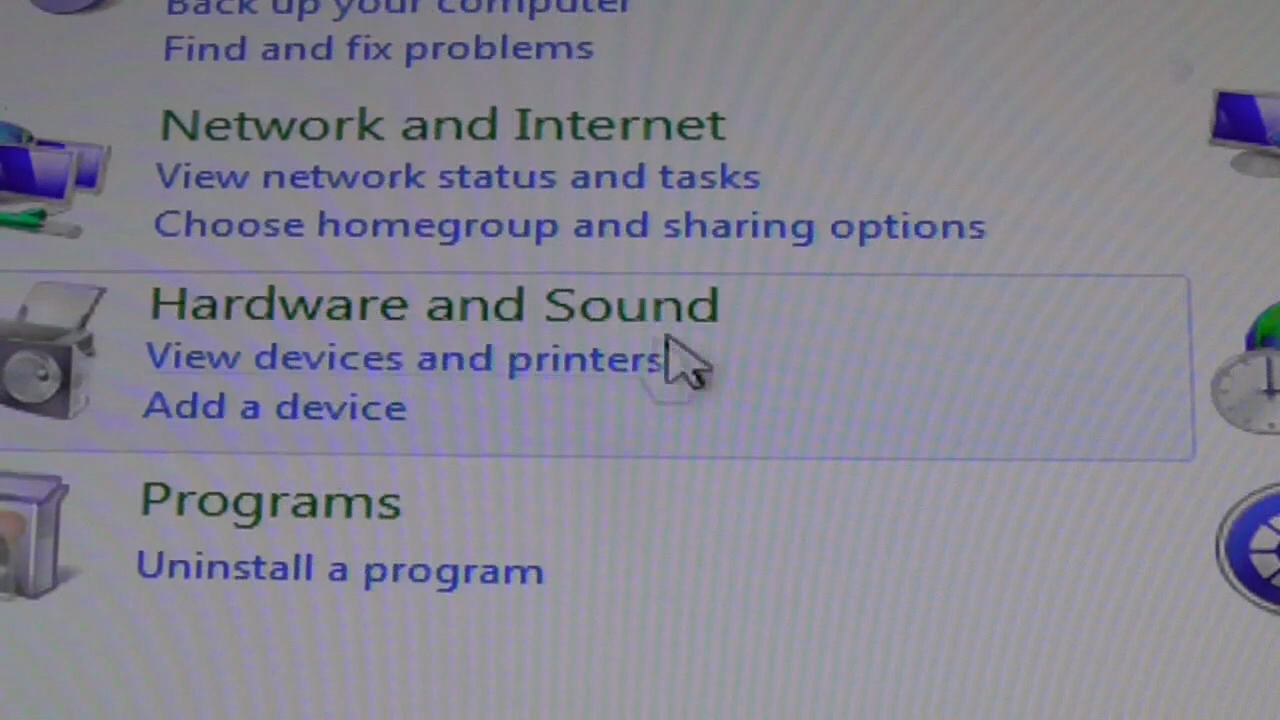 Back up your computer
Find and fix problems
Network and Internet
View network status and tasks
Choose homegroup and sharing options
Hardware and Sound
View devices and printers
Add a device
Programs
Uninstall a program